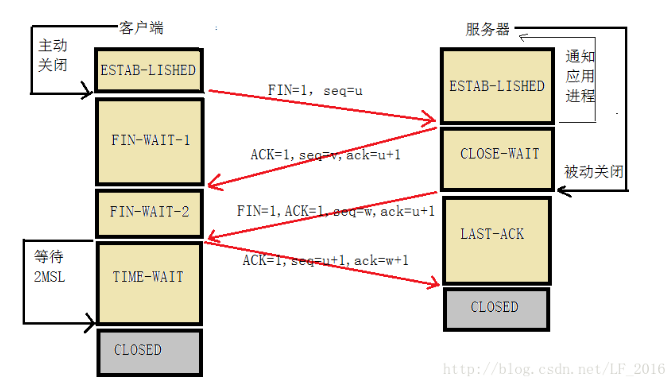 客户端
服务器
主动
关闭
通知
应用
进程
ESTAB-LISHED
ESTAB-LISHED
FIN=1, seq=u
FIN-WAIT-1
ACK=1,seq=v,ack=u+1
CLOSE-WAIT
被动关闭
FIN-WAIT-2
FIN=1,ACK=1,seq=w,ack=u+1
LAST-ACK
等待
2MSL
ACK=1,seq=u+1,ack=w+1
TIME-WAIT
CLOSED
CLOSED
http://blog.csdn.net/LF_2016